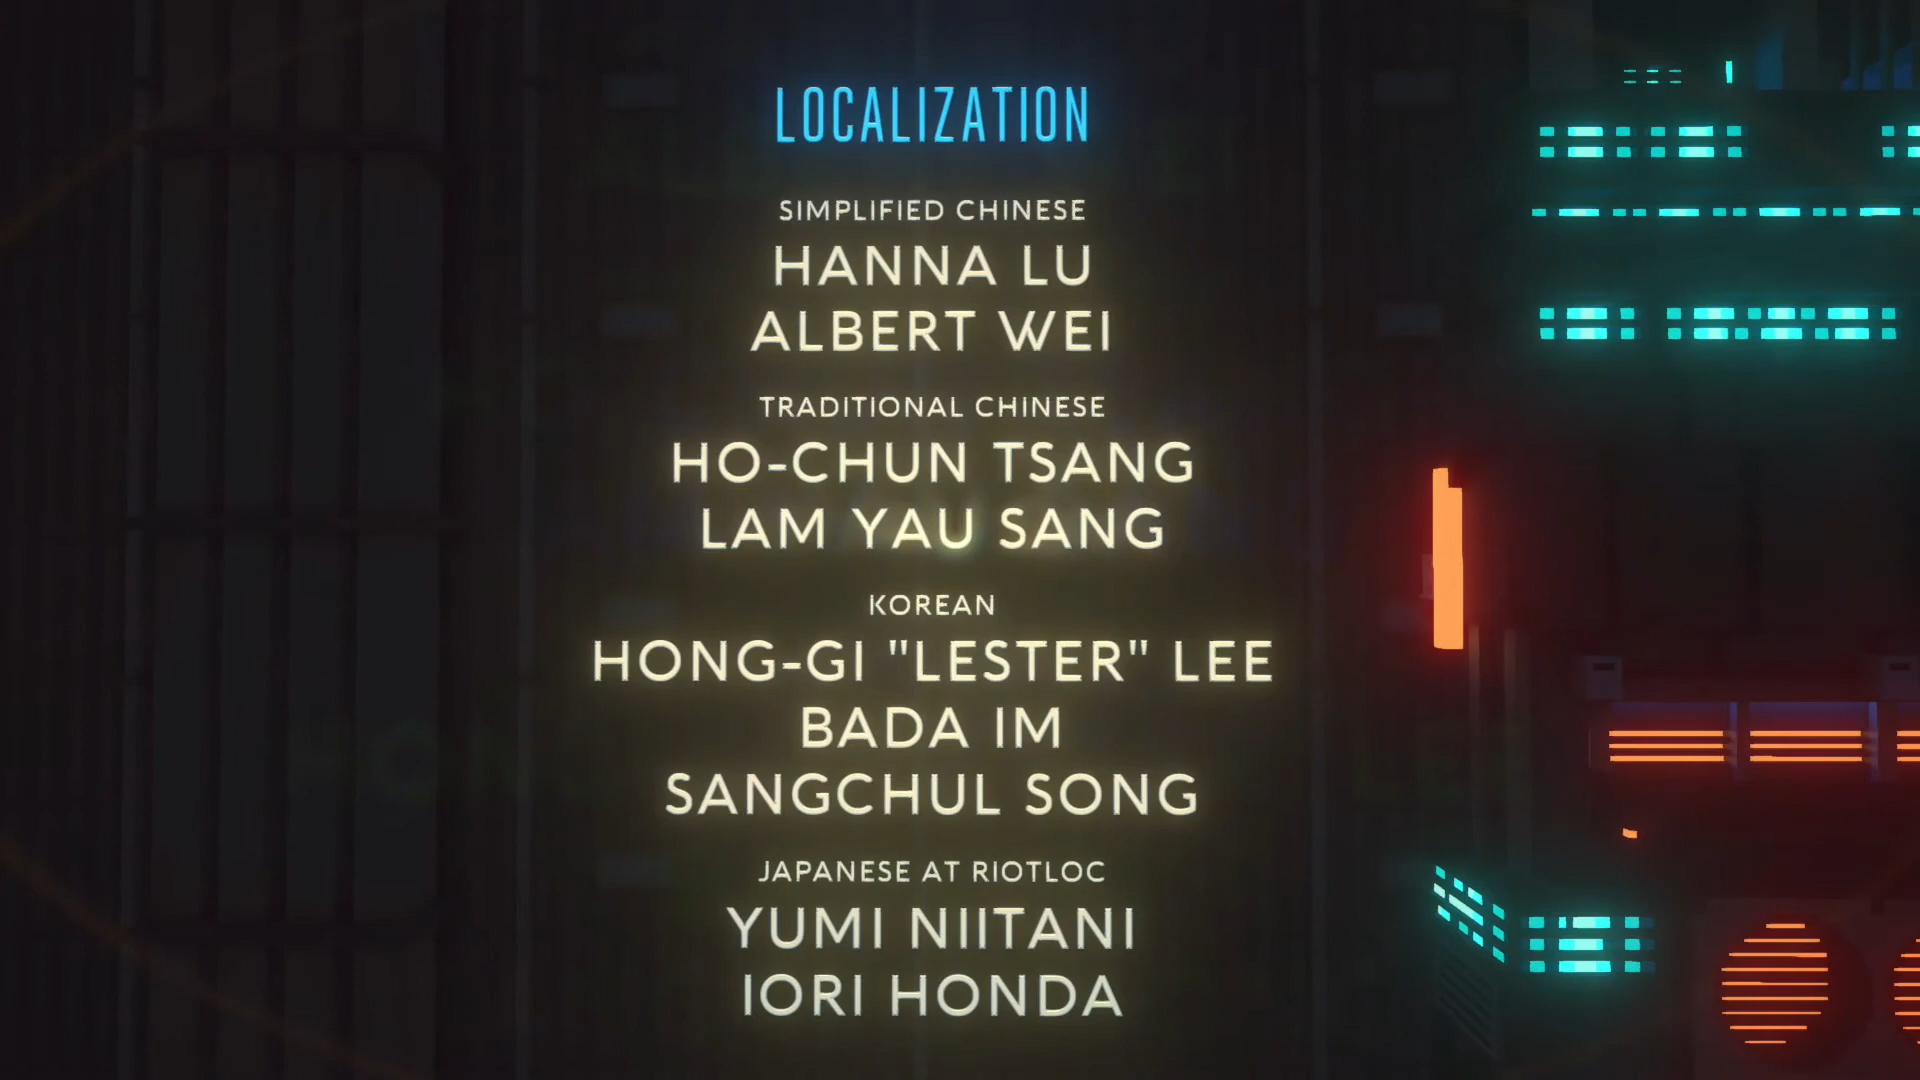 LOCALIZATION
SIMPLIFIED CHINESE
HANNA LU
ALBERT WEI
TRADITIONAL CHINESE
HO-CHUN TSANG
LAM YAU SANG
KOREAN
HONG-GI "LESTER" LEE
BADA IM
SANGCHUL SONG
JAPANESE AT RIOTLOC
YUMI NIITANI
IORI HONDA